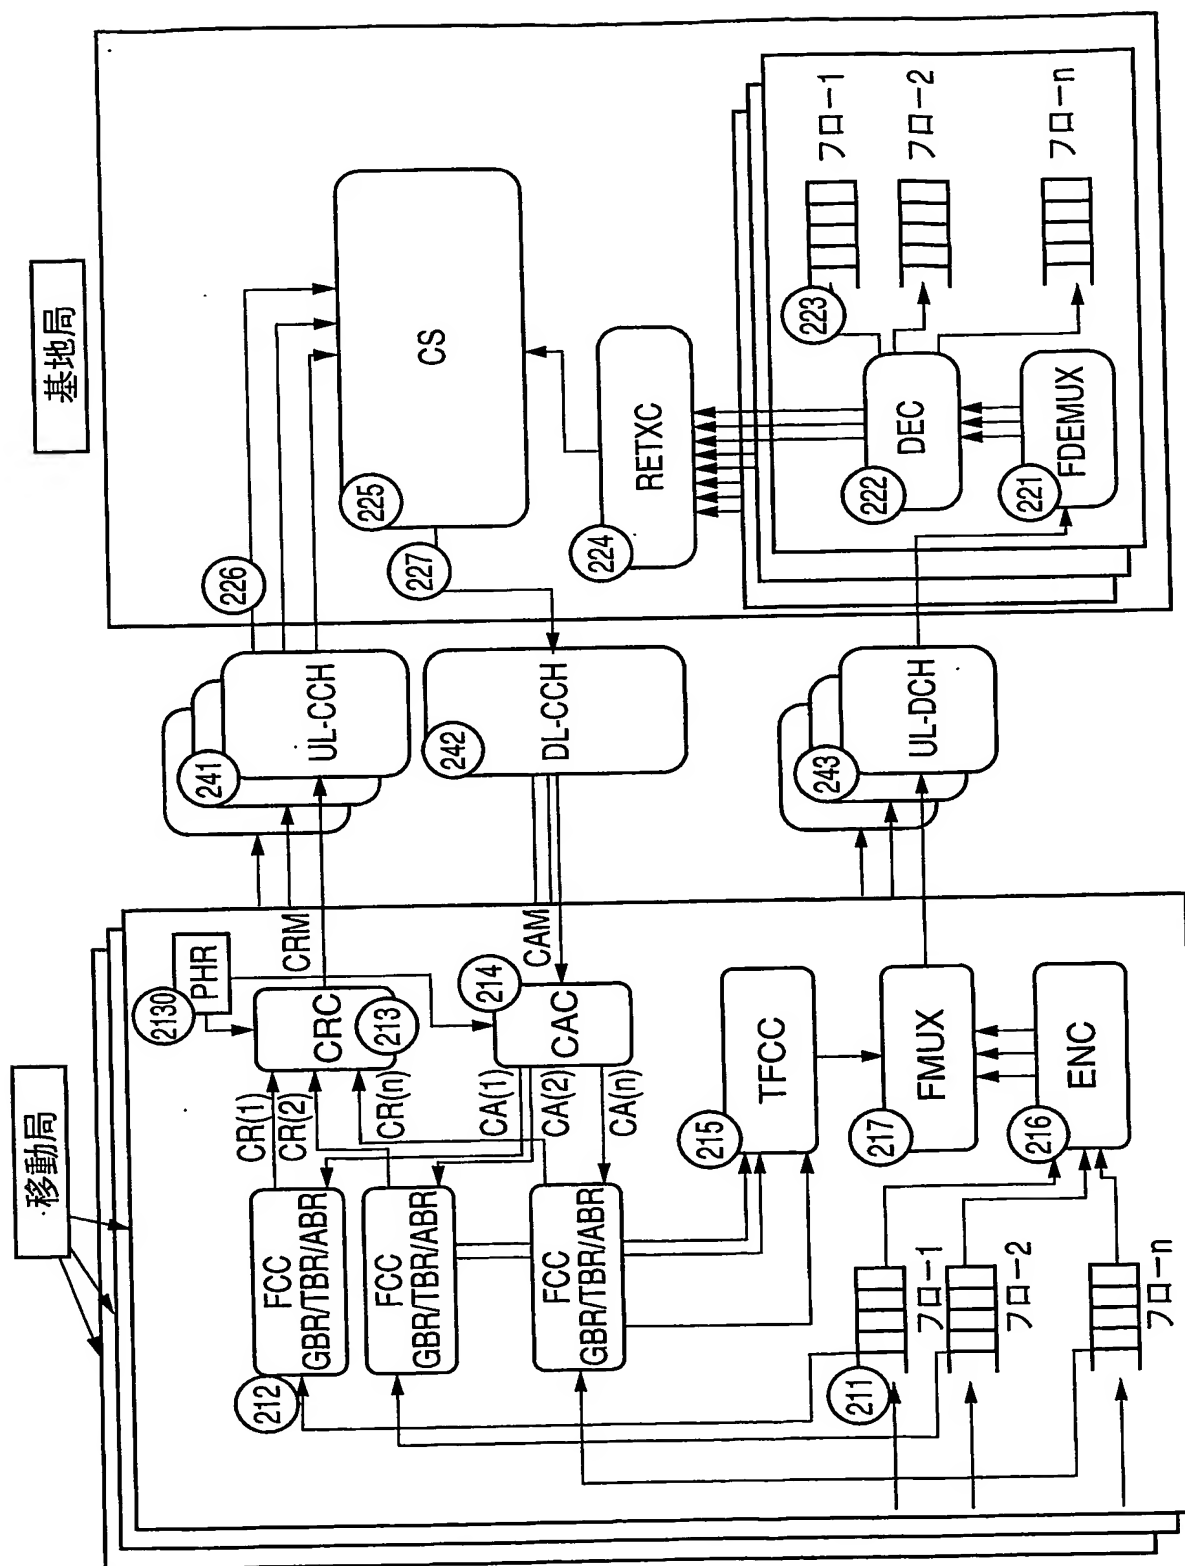 移動局
基地局
2130
PHR
CR(1)
CR(2)
CR(n)
CRC
213
CRM
241
UL-CCH
226
212
FCC
GBR/TBR/ABR
FCC
GBR/TBR/ABR
FCC
GBR/TBR/ABR
CA(1)
CA(2)
CA(n)
214
CAC
CAM
242
DL-CCH
227
225
CS
224
RETXC
215
TFCC
217
FMUX
216
ENC
211
フロー1
フロー2
フローn
243
UL-DCH
221
FDEMUX
222
DEC
223
フロー1
フロー2
フローn